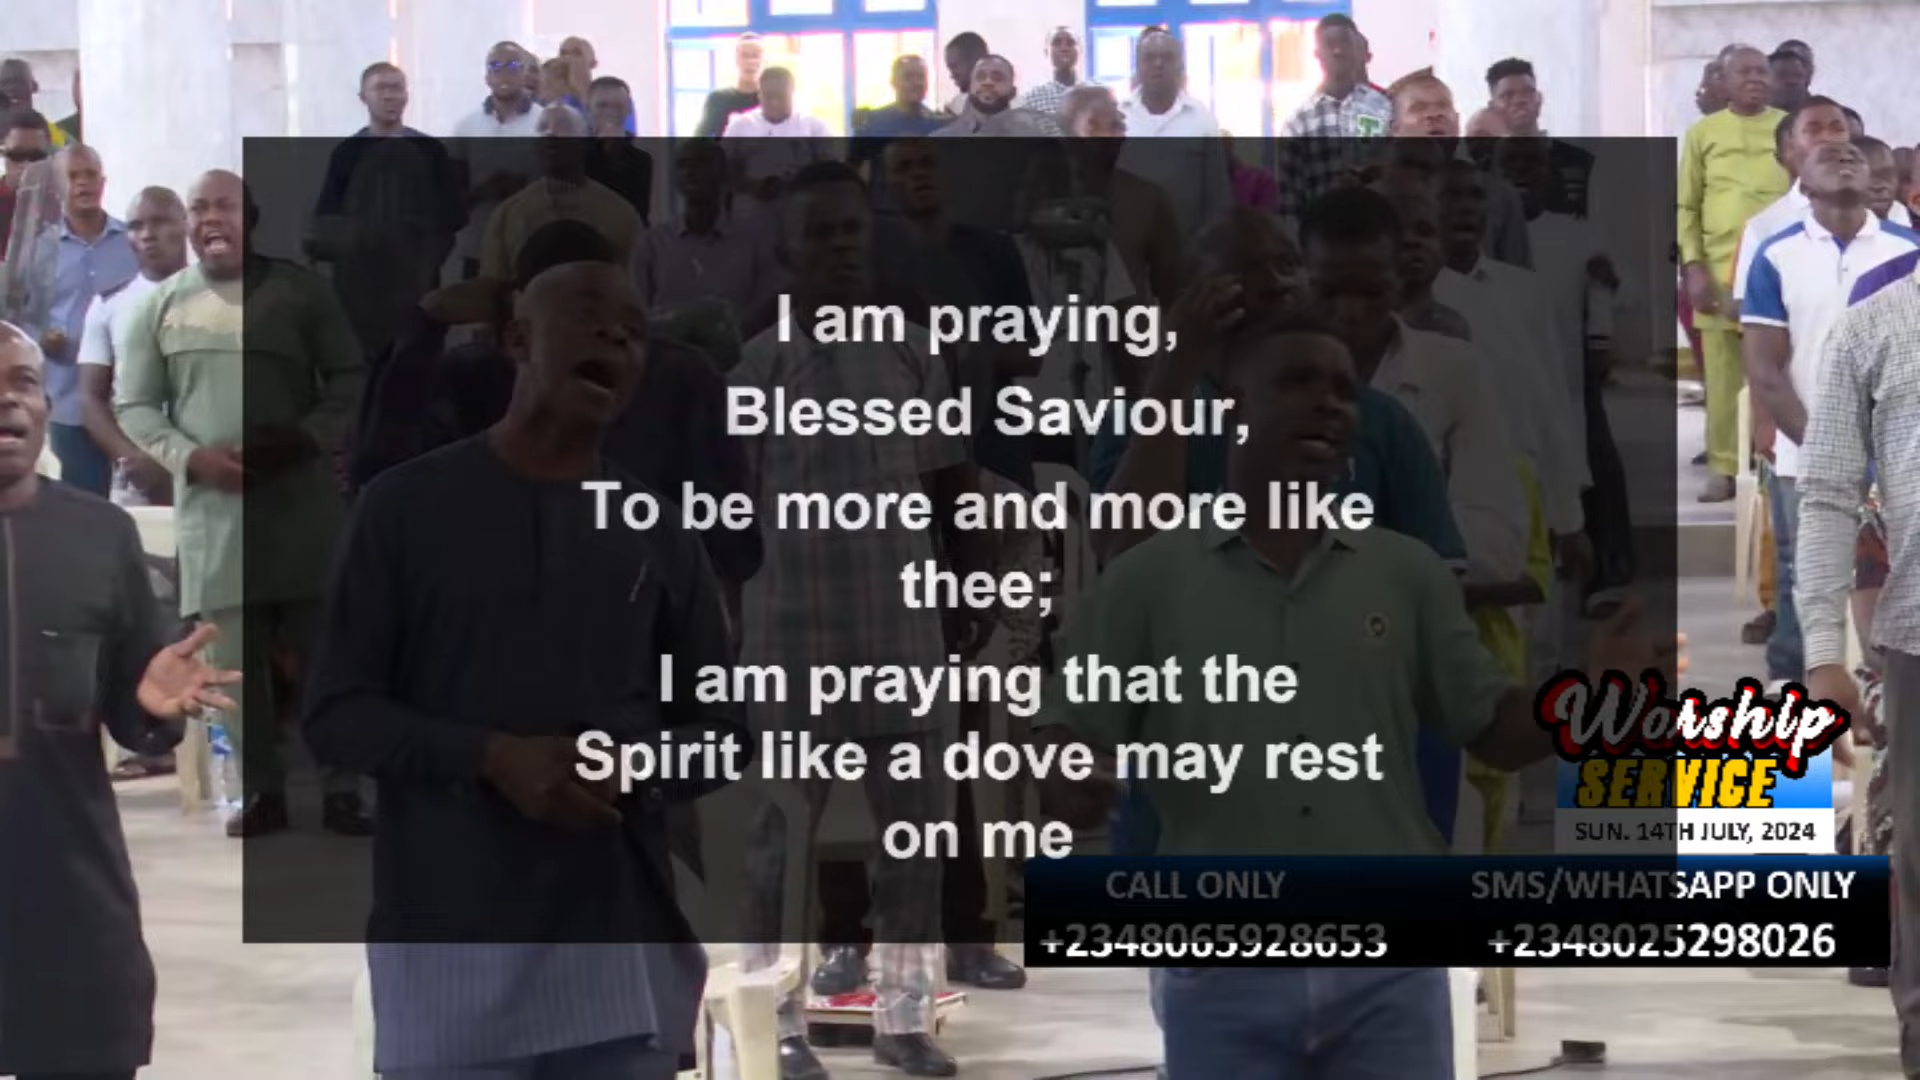 I am praying,
Blessed Saviour,
To be more and more like
thee;
I am praying that the
Spirit like a dove may rest
on me
Worship
SERVICE
SUN. 14TH JULY, 2024
CALL ONLY
SMS/WHATSAPP ONLY
+2348065928653
+2348025298026
T